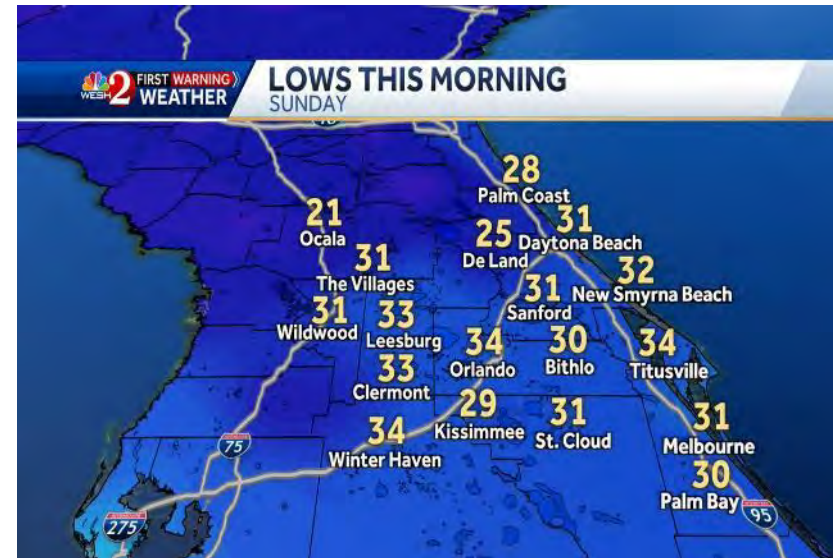 WESH 2 FIRST WARNING
WEATHER
LOWS THIS MORNING
SUNDAY
28
Palm Coast
21
Ocala
25
De Land
31
Daytona Beach
31
The Villages
32
New Smyrna Beach
31
Wildwood
33
Leesburg
31
Sanford
34
Orlando
30
Bithlo
34
Titusville
33
Clermont
29
Kissimmee
31
St. Cloud
31
Melbourne
34
Winter Haven
75
30
Palm Bay
275
95